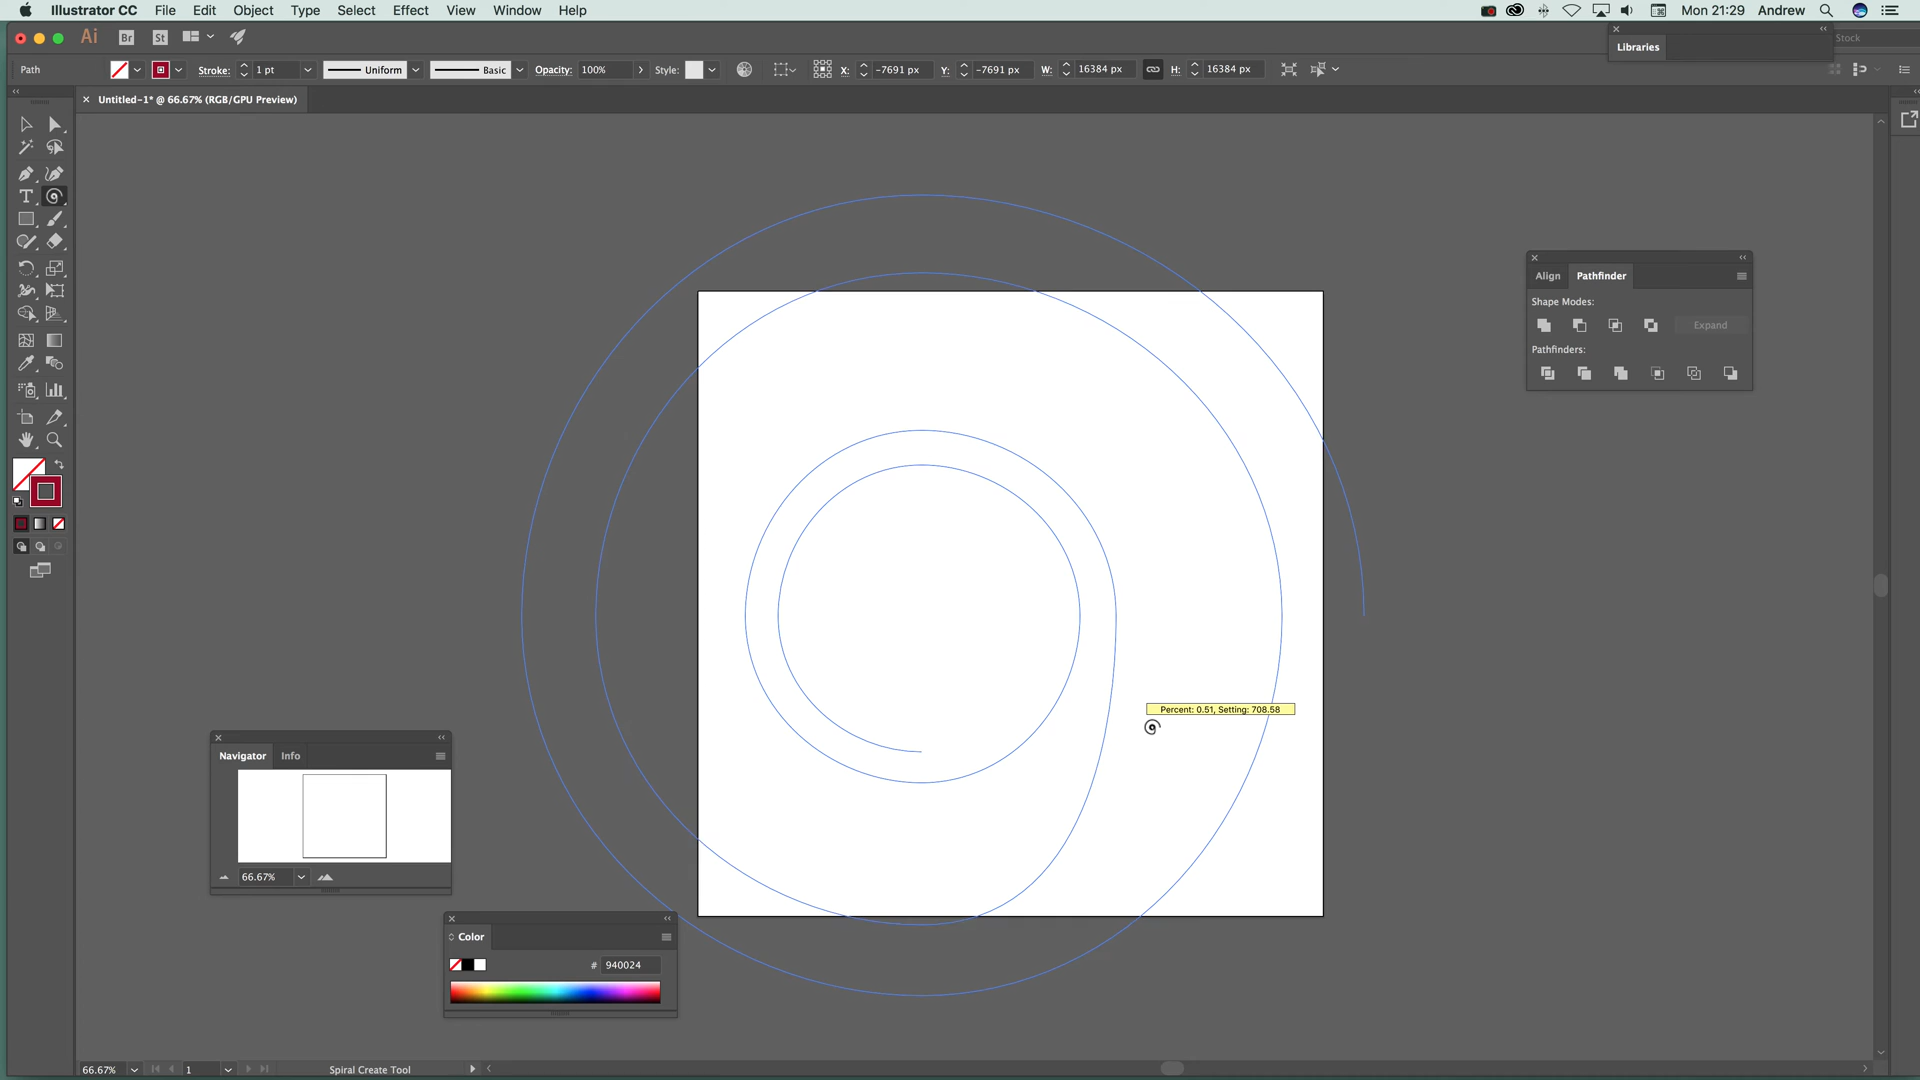 Illustrator CC File Edit Object Type Select Effect View Window Help Mon 21:29 Andrew
Ai Br St Stock
Libraries
Path Stroke: 1 pt Uniform Basic Opacity: 100% Style: X: -7691 px Y: -7691 px W: 16384 px H: 16384 px
Untitled-1* @ 66.67% (RGB/GPU Preview)
Align Pathfinder
Shape Modes:
Expand
Pathfinders:
Percent: 0.51, Setting: 708.58
Navigator Info
66.67%
Color
# 940024
66.67% 1 Spiral Create Tool